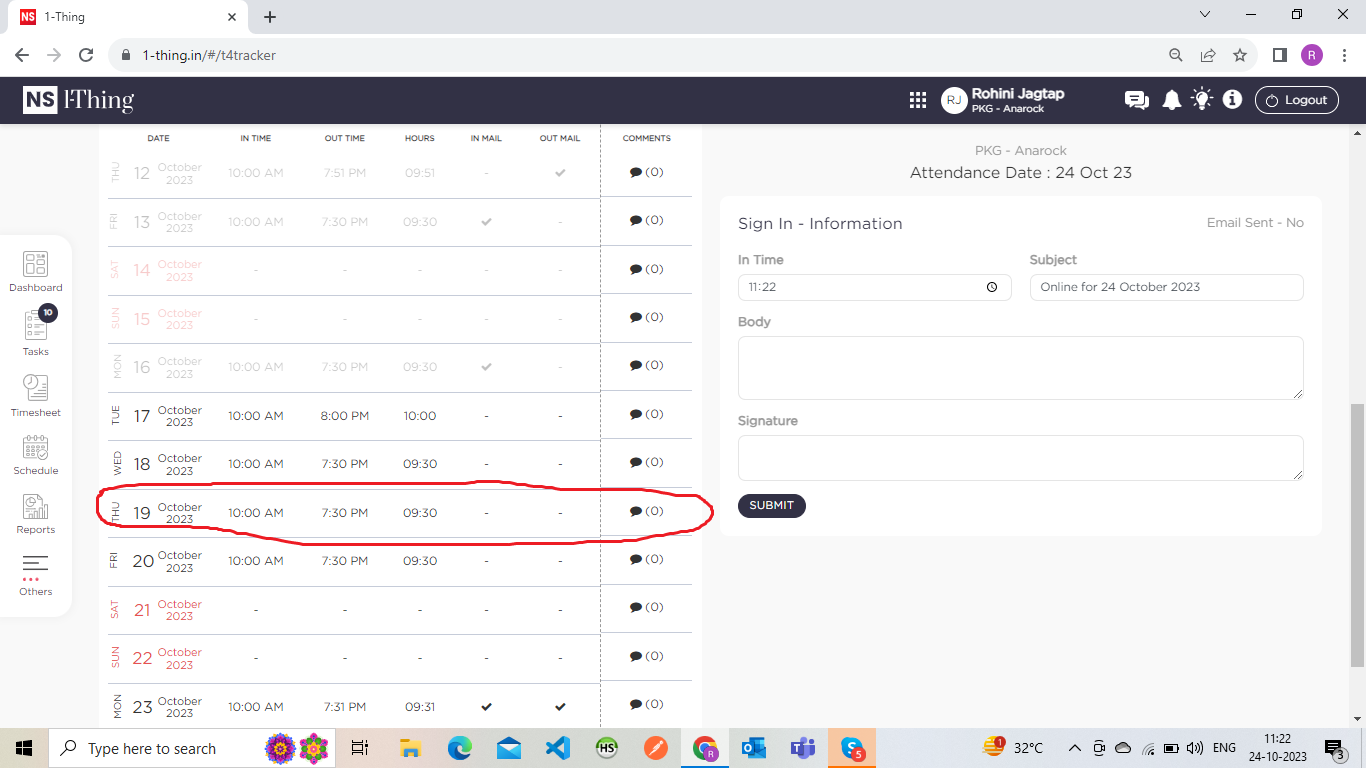 NS 1-Thing
1-thing.in/#/t4tracker
R
NS 1-Thing
RJ
Rohini Jagtap
PKG - Anarock
Logout
Dashboard
10
Tasks
Timesheet
Schedule
Reports
Others
DATE IN TIME OUT TIME HOURS IN MAIL OUT MAIL COMMENTS
THU 12 October 2023 10:00 AM 7:51 PM 09:51 - ✓ (0)
FRI 13 October 2023 10:00 AM 7:30 PM 09:30 ✓ - (0)
SAT 14 October 2023 - - - - - (0)
SUN 15 October 2023 - - - - - (0)
MON 16 October 2023 10:00 AM 7:30 PM 09:30 ✓ - (0)
TUE 17 October 2023 10:00 AM 8:00 PM 10:00 - - (0)
WED 18 October 2023 10:00 AM 7:30 PM 09:30 - - (0)
THU 19 October 2023 10:00 AM 7:30 PM 09:30 - - (0)
FRI 20 October 2023 10:00 AM 7:30 PM 09:30 - - (0)
SAT 21 October 2023 - - - - - (0)
SUN 22 October 2023 - - - - - (0)
MON 23 October 2023 10:00 AM 7:31 PM 09:31 ✓ ✓ (0)
PKG - Anarock
Attendance Date : 24 Oct 23
Sign In - Information
Email Sent - No
In Time
11:22
Subject
Online for 24 October 2023
Body
Signature
SUBMIT
Type here to search
HS
R
5
1
32°C
ENG
11:22
24-10-2023
3